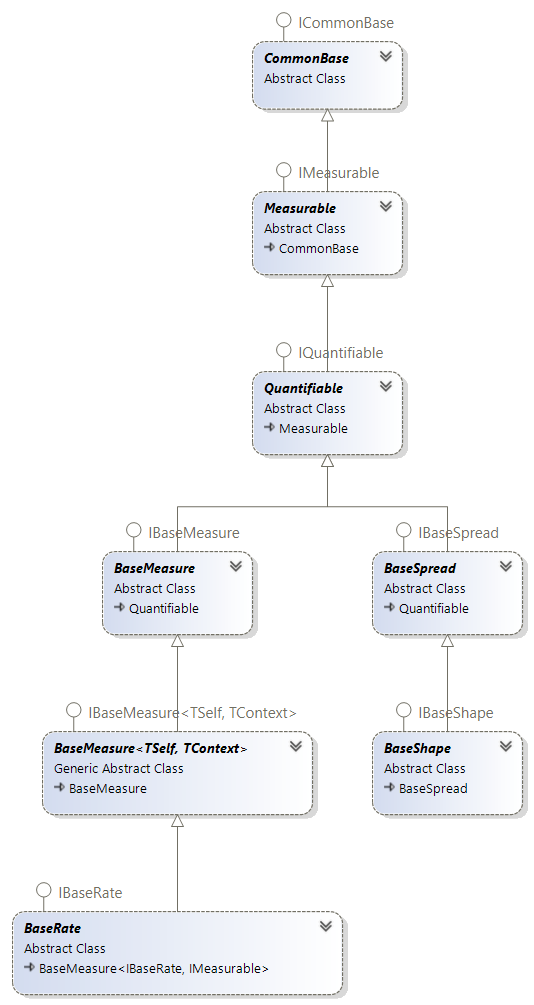 ICommonBase
CommonBase
Abstract Class
IMeasurable
Measurable
Abstract Class
CommonBase
IQuantifiable
Quantifiable
Abstract Class
Measurable
IBaseMeasure
BaseMeasure
Abstract Class
Quantifiable
IBaseSpread
BaseSpread
Abstract Class
Quantifiable
IBaseMeasure<TSelf, TContext>
BaseMeasure<TSelf, TContext>
Generic Abstract Class
BaseMeasure
IBaseShape
BaseShape
Abstract Class
BaseSpread
IBaseRate
BaseRate
Abstract Class
BaseMeasure<IBaseRate, IMeasurable>